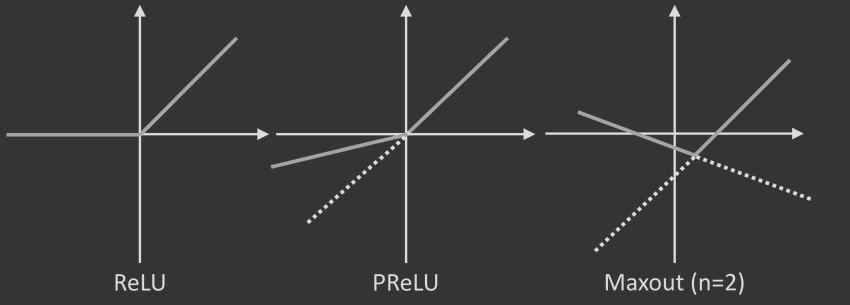 ReLU
PReLU
Maxout (n=2)